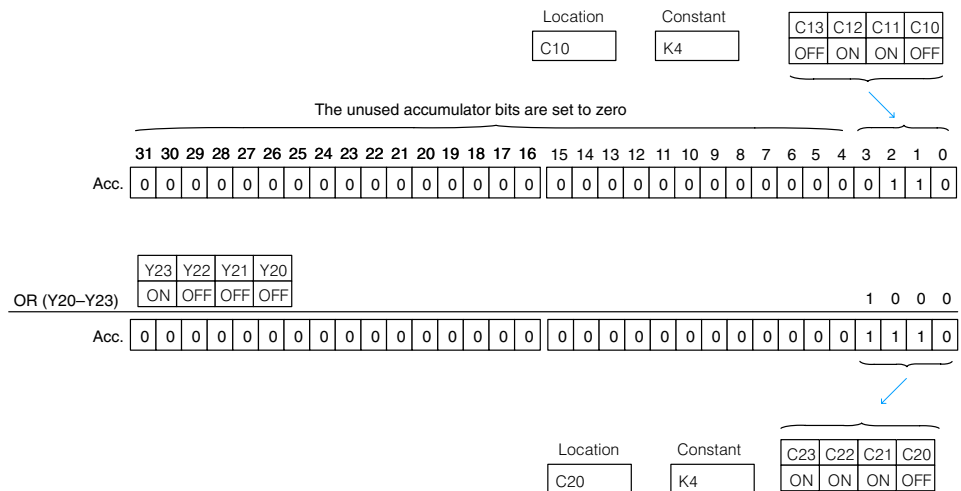 Location Constant
C13 C12 C11 C10
C10 K4
OFF ON ON OFF
The unused accumulator bits are set to zero
31 30 29 28 27 26 25 24 23 22 21 20 19 18 17 16 15 14 13 12 11 10 9 8 7 6 5 4 3 2 1 0
Acc. 0 0 0 0 0 0 0 0 0 0 0 0 0 0 0 0 0 0 0 0 0 0 0 0 0 0 0 0 0 1 1 0
Y23 Y22 Y21 Y20
ON OFF OFF OFF
OR (Y20–Y23) 1 0 0 0
Acc. 0 0 0 0 0 0 0 0 0 0 0 0 0 0 0 0 0 0 0 0 0 0 0 0 0 0 0 0 1 1 1 0
Location Constant
C23 C22 C21 C20
C20 K4
ON ON ON OFF